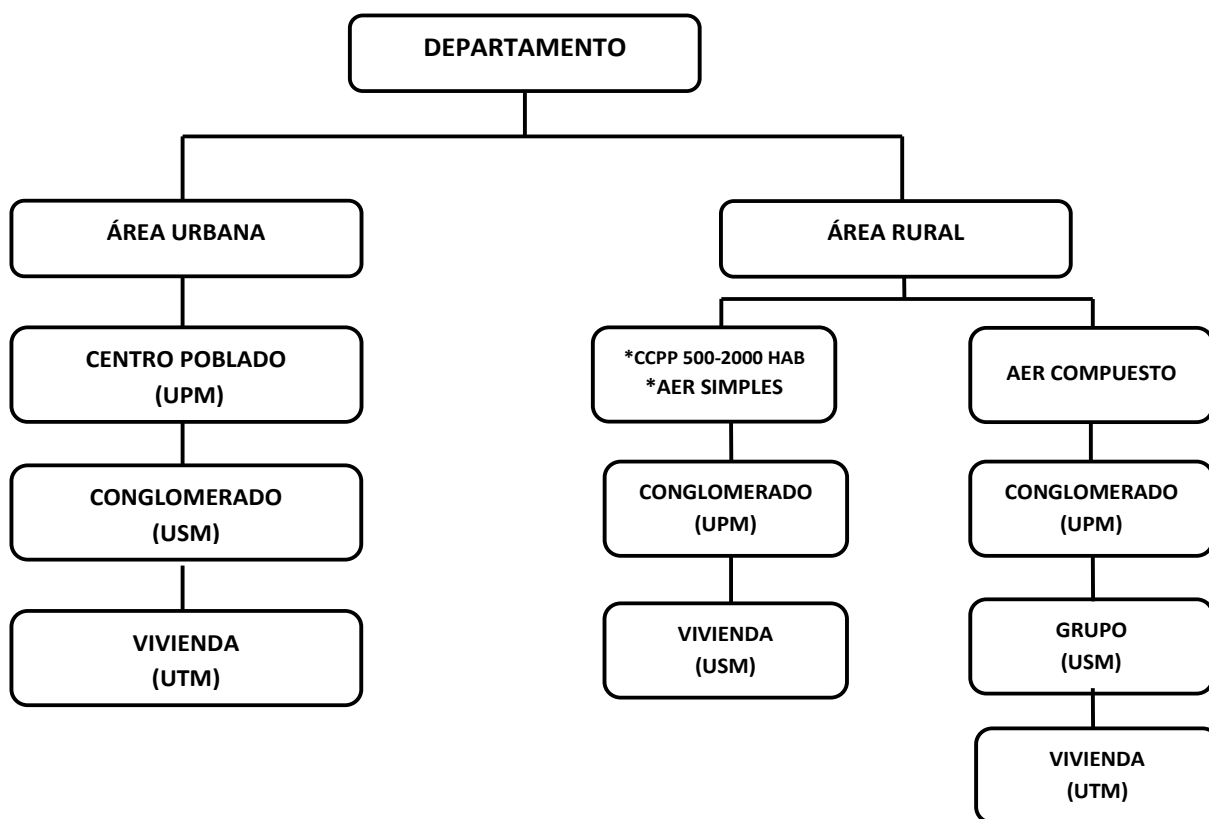 DEPARTAMENTO
ÁREA URBANA
ÁREA RURAL
CENTRO POBLADO
(UPM)
*CCPP 500-2000 HAB
*AER SIMPLES
AER COMPUESTO
CONGLOMERADO
(USM)
CONGLOMERADO
(UPM)
CONGLOMERADO
(UPM)
VIVIENDA
(UTM)
VIVIENDA
(USM)
GRUPO
(USM)
VIVIENDA
(UTM)